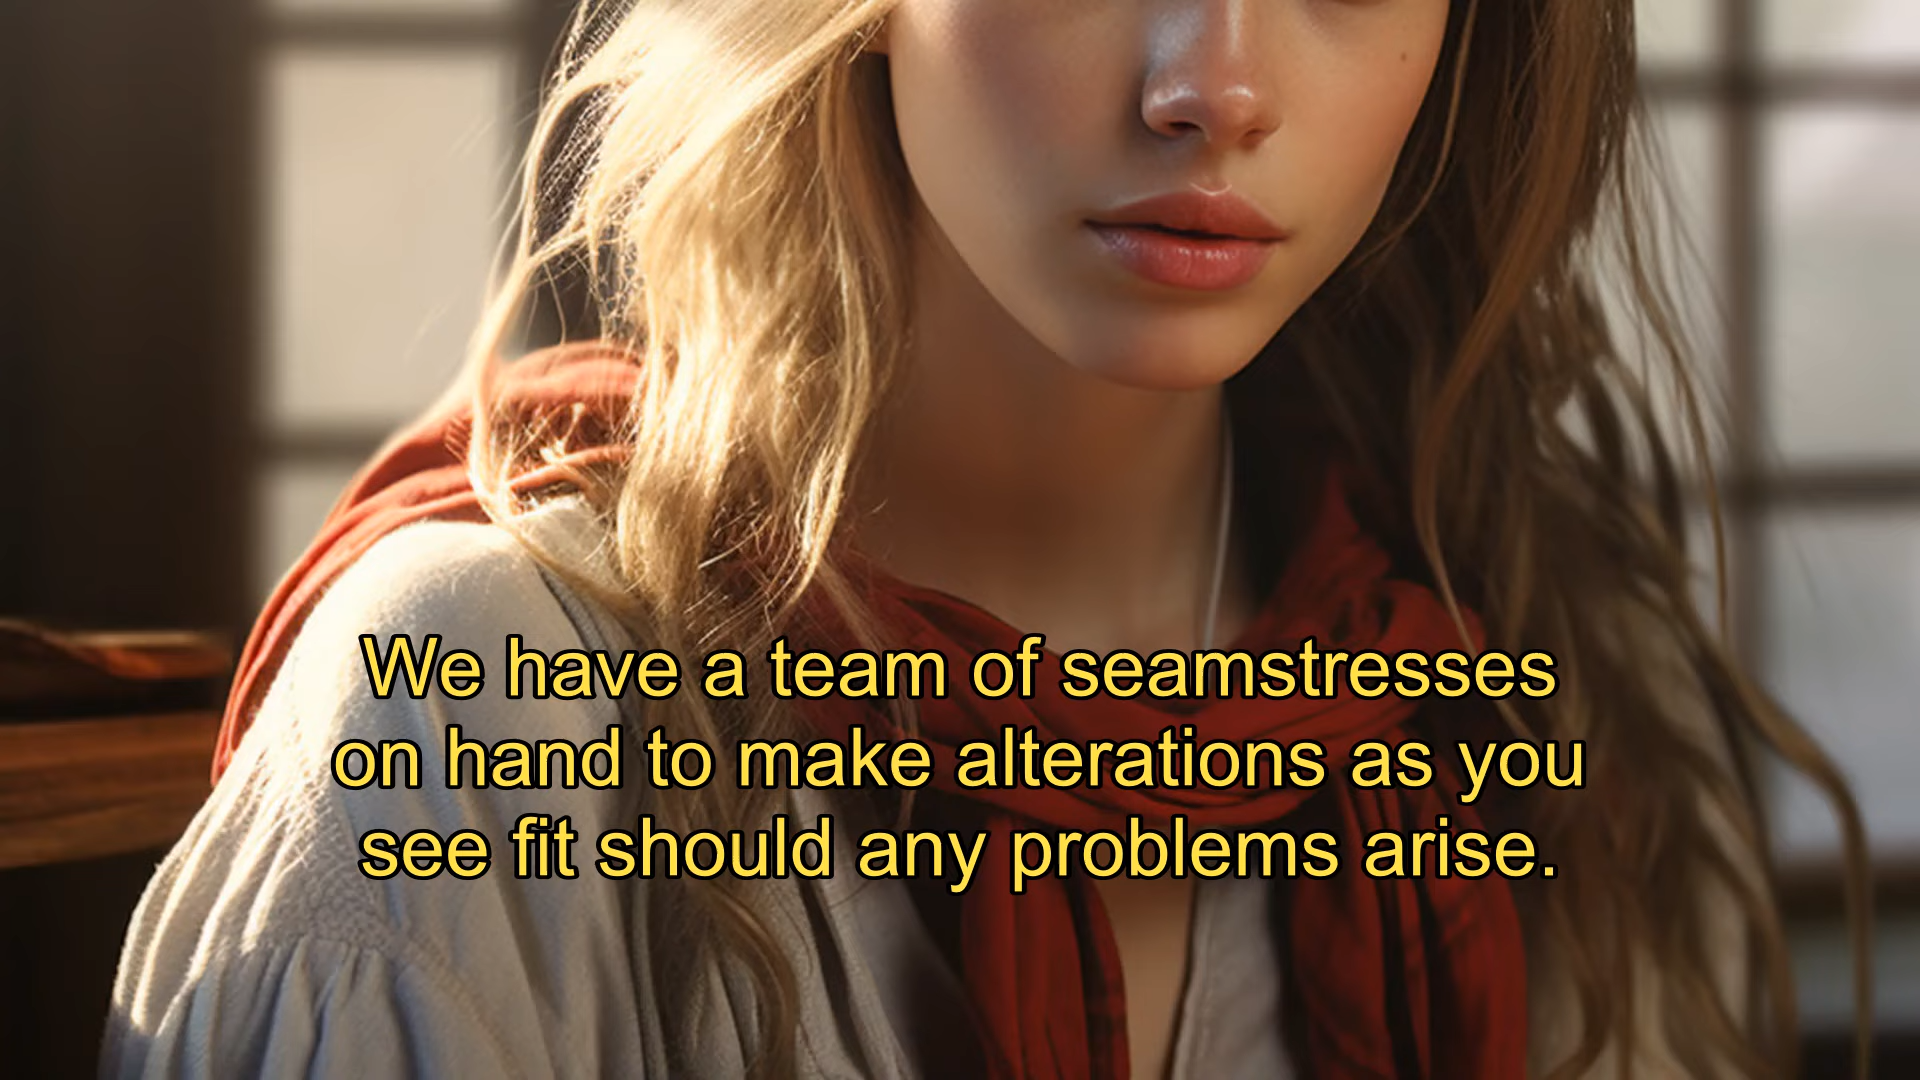 We have a team of seamstresses
on hand to make alterations as you
see fit should any problems arise.